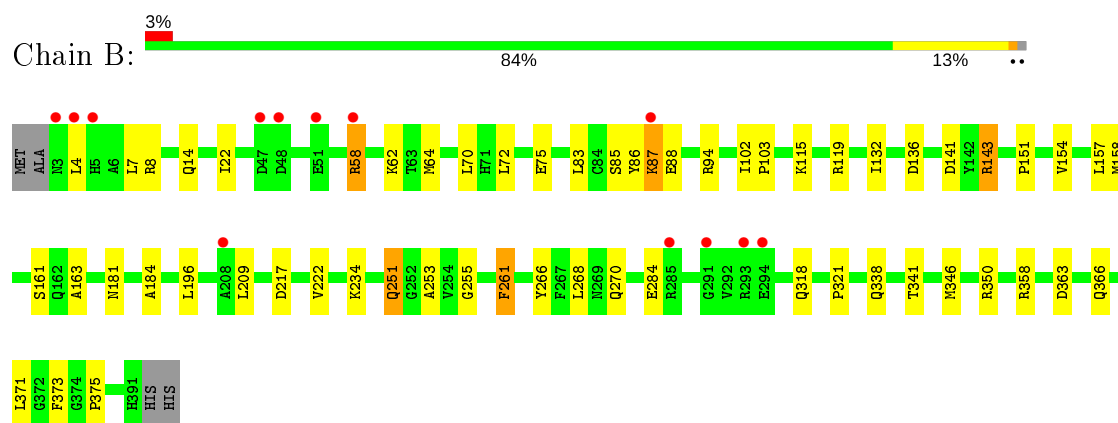 3%
Chain B:
84% 13% ••
MET ALA N3 L4 H5 A6 L7 R8 Q14 I22 D47 D48 E51 R58 K62 T63 M64 L70 H71 L72 E75 L83 C84 S85 Y86 K87 E88 R94 I102 P103 K115 R119 I132 D136 D141 Y142 R143 P151 V154 L157 M158
S161 Q162 A163 N181 A184 L196 A208 L209 D217 V222 K234 Q251 G252 A253 V254 G255 F261 Y266 F267 L268 N269 Q270 E284 R285 G291 V292 R293 E294 Q318 P321 Q338 T341 M346 R350 R358 D363 Q366
L371 G372 F373 G374 P375 H391 HIS HIS